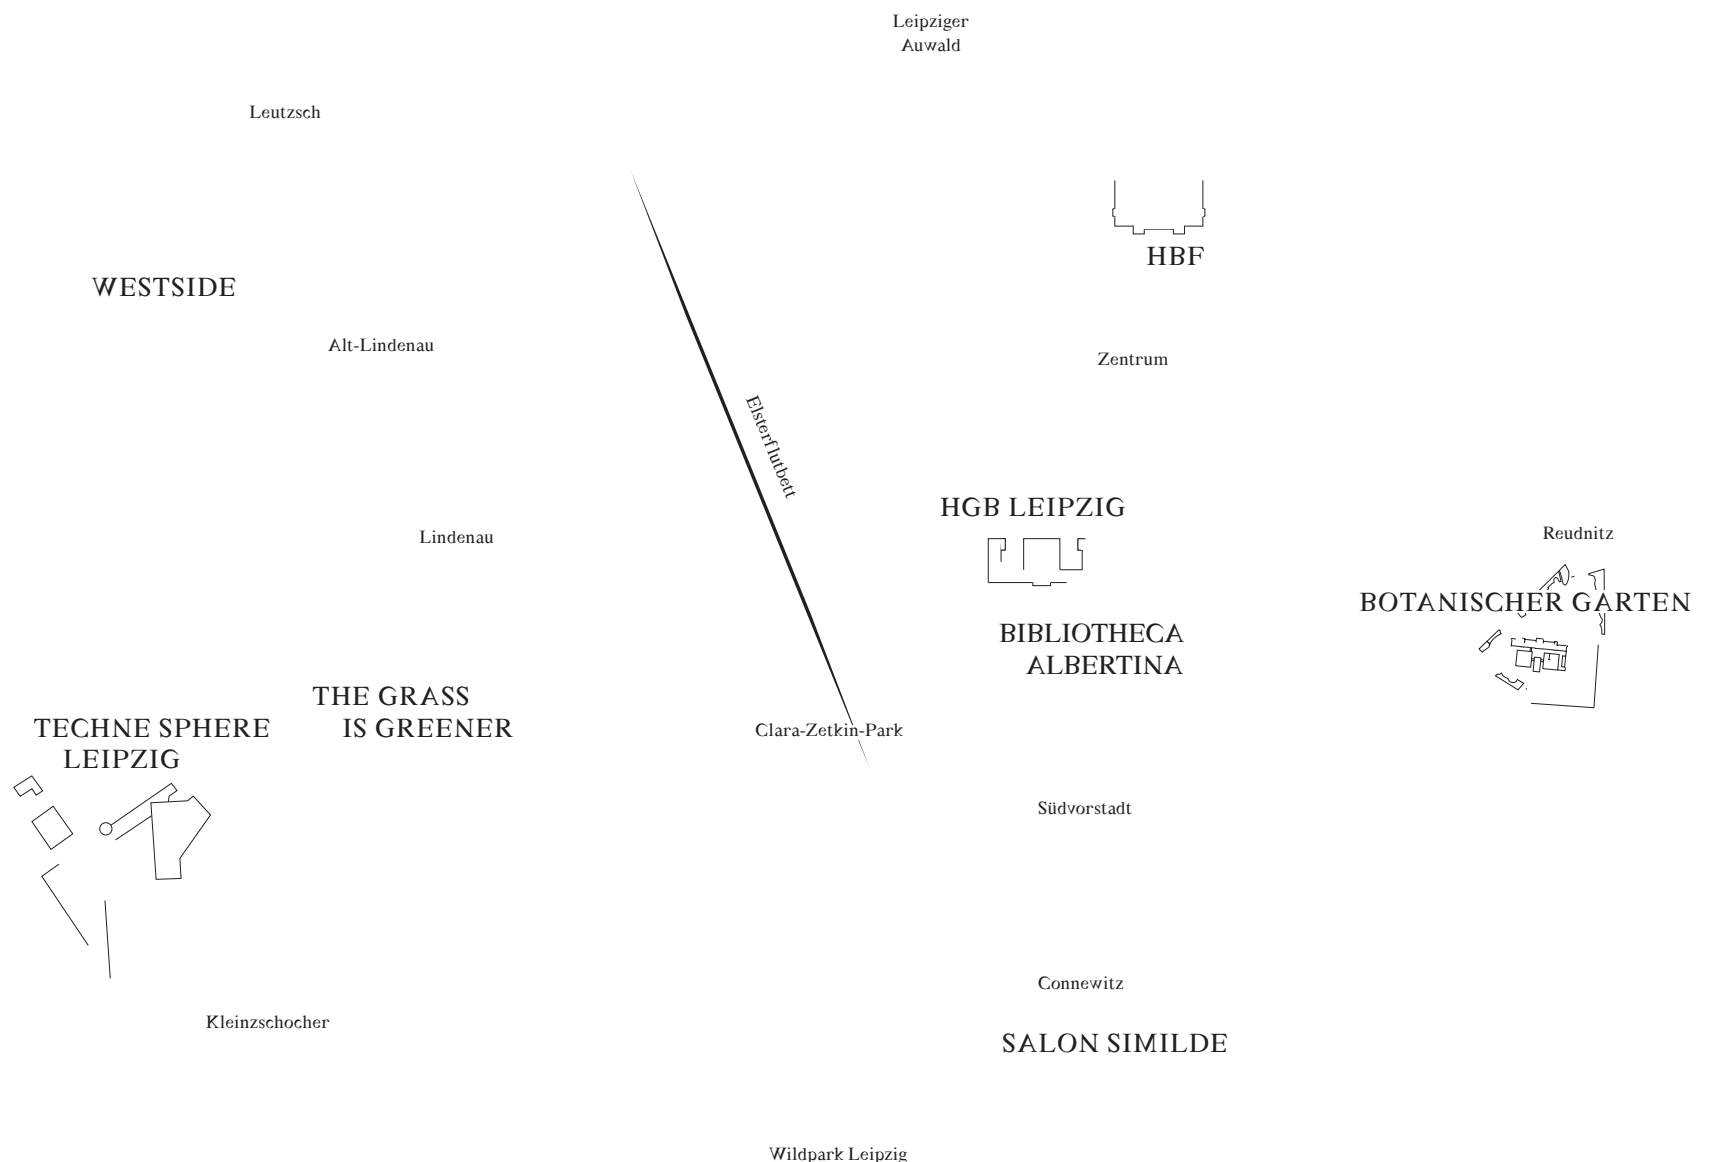 Leipziger
Auwald
Leutzsch
HBF
WESTSIDE
Alt-Lindenau
Zentrum
Elsterflutbett
HGB LEIPZIG
Lindenau
Reudnitz
BOTANISCHER GARTEN
BIBLIOTHECA
ALBERTINA
THE GRASS
IS GREENER
TECHNE SPHERE
LEIPZIG
Clara-Zetkin-Park
Südvorstadt
Connewitz
Kleinzschocher
SALON SIMILDE
Wildpark Leipzig